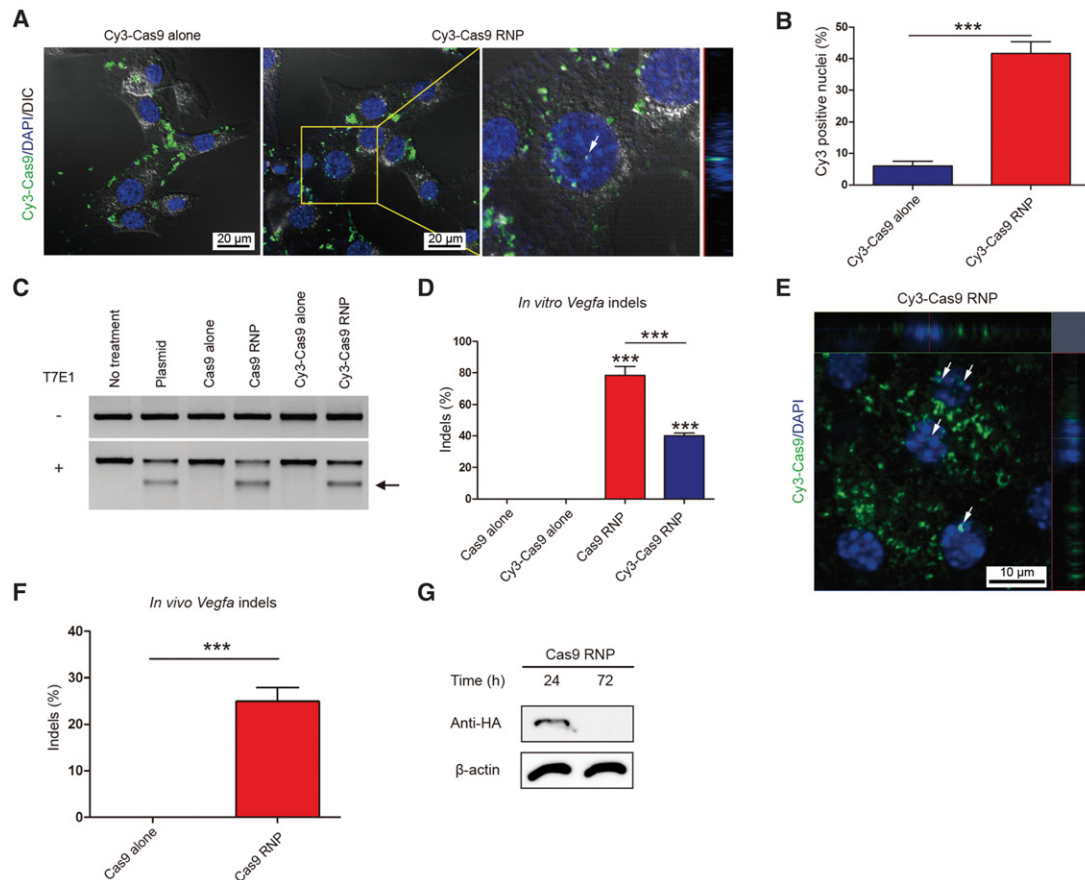 A
Cy3-Cas9 alone
Cy3-Cas9 RNP
Cy3-Cas9/DAPI/DIC
20 µm
20 µm
B
Cy3 positive nuclei (%)
50
40
30
20
10
0
***
Cy3-Cas9 alone
Cy3-Cas9 RNP
C
No treatment
Plasmid
Cas9 alone
Cas9 RNP
Cy3-Cas9 alone
Cy3-Cas9 RNP
T7E1
-
+
D
In vitro Vegfa indels
Indels (%)
100
80
60
40
20
0
***
***
***
Cas9 alone
Cy3-Cas9 alone
Cas9 RNP
Cy3-Cas9 RNP
E
Cy3-Cas9 RNP
Cy3-Cas9/DAPI
10 µm
F
In vivo Vegfa indels
Indels (%)
40
30
20
10
0
***
Cas9 alone
Cas9 RNP
G
Cas9 RNP
Time (h) 24 72
Anti-HA
β-actin